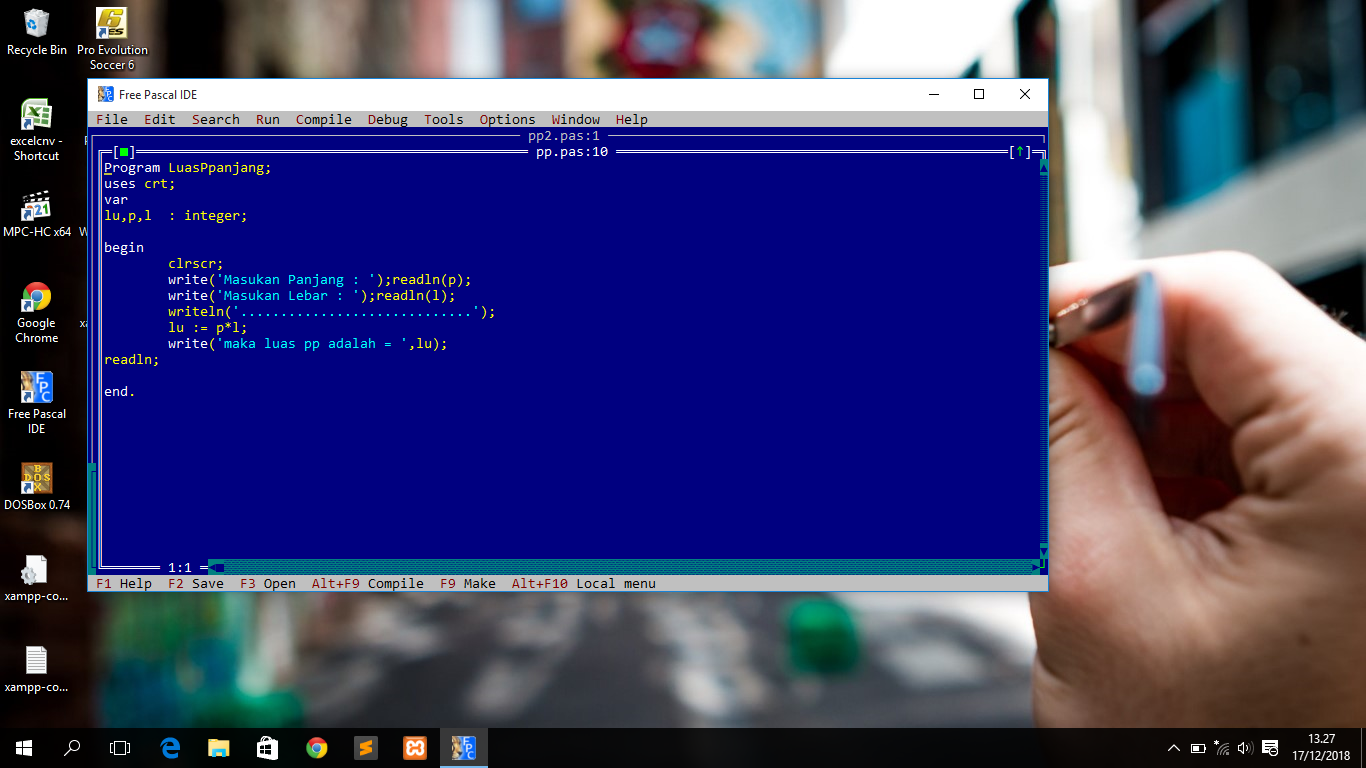 Recycle Bin
Pro Evolution
Soccer 6
excelcnv -
Shortcut
MPC-HC x64
Google
Chrome
Free Pascal
IDE
DOSBox 0.74
xampp-co...
xampp-co...
Free Pascal IDE
File Edit Search Run Compile Debug Tools Options Window Help
pp2.pas:1
[■] pp.pas:10 [↑]
Program LuasPpanjang;
uses crt;
var
lu,p,l  : integer;
begin
clrscr;
write('Masukan Panjang : ');readln(p);
write('Masukan Lebar : ');readln(l);
writeln('.............................');
lu := p*l;
write('maka luas pp adalah = ',lu);
readln;
end.
1:1
F1 Help F2 Save F3 Open Alt+F9 Compile F9 Make Alt+F10 Local menu
13.27
17/12/2018